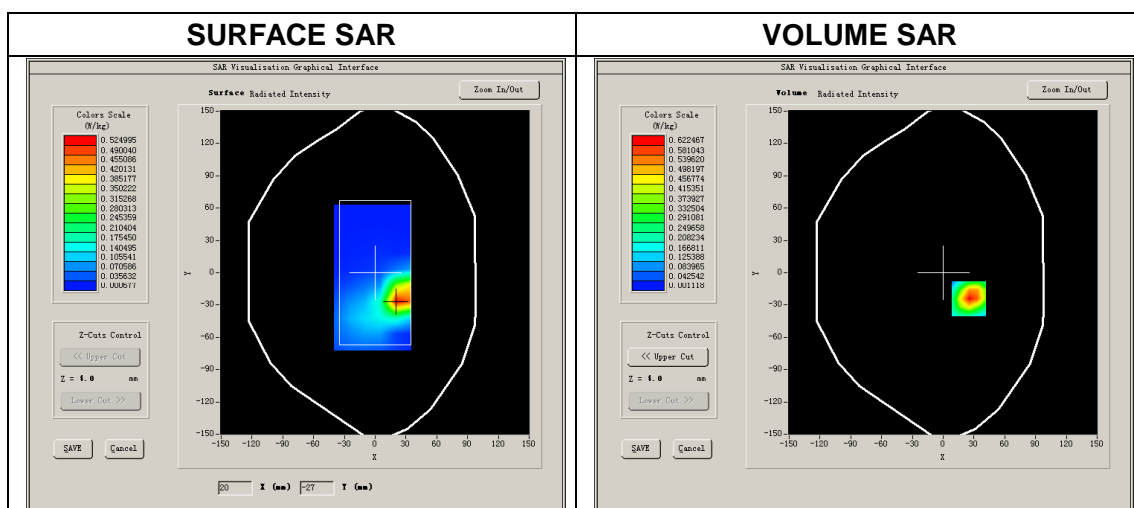 SURFACE SAR
VOLUME SAR
SAR Visualisation Graphical Interface
Surface Radiated Intensity
Zoom In/Out
Colors Scale
(W/kg)
0.524995
0.490040
0.455086
0.420131
0.385177
0.350222
0.315268
0.280313
0.245359
0.210404
0.175450
0.140495
0.105541
0.070586
0.035632
0.000677
150
120
90
60
30
0
-30
-60
-90
-120
-150
Y
-150 -120 -90 -60 -30 0 30 60 90 120 150
X
Z-Cuts Control
<< Upper Cut
Z = 4.0 mm
Lower Cut >>
SAVE
Cancel
20 X (mm) -27 Y (mm)
SAR Visualisation Graphical Interface
Volume Radiated Intensity
Zoom In/Out
Colors Scale
(W/kg)
0.622467
0.581043
0.539620
0.498197
0.456774
0.415351
0.373927
0.332504
0.291081
0.249658
0.208234
0.166811
0.125388
0.083965
0.042542
0.001118
150
120
90
60
30
0
-30
-60
-90
-120
-150
Y
-150 -120 -90 -60 -30 0 30 60 90 120 150
X
Z-Cuts Control
<< Upper Cut
Z = 4.0 mm
Lower Cut >>
SAVE
Cancel